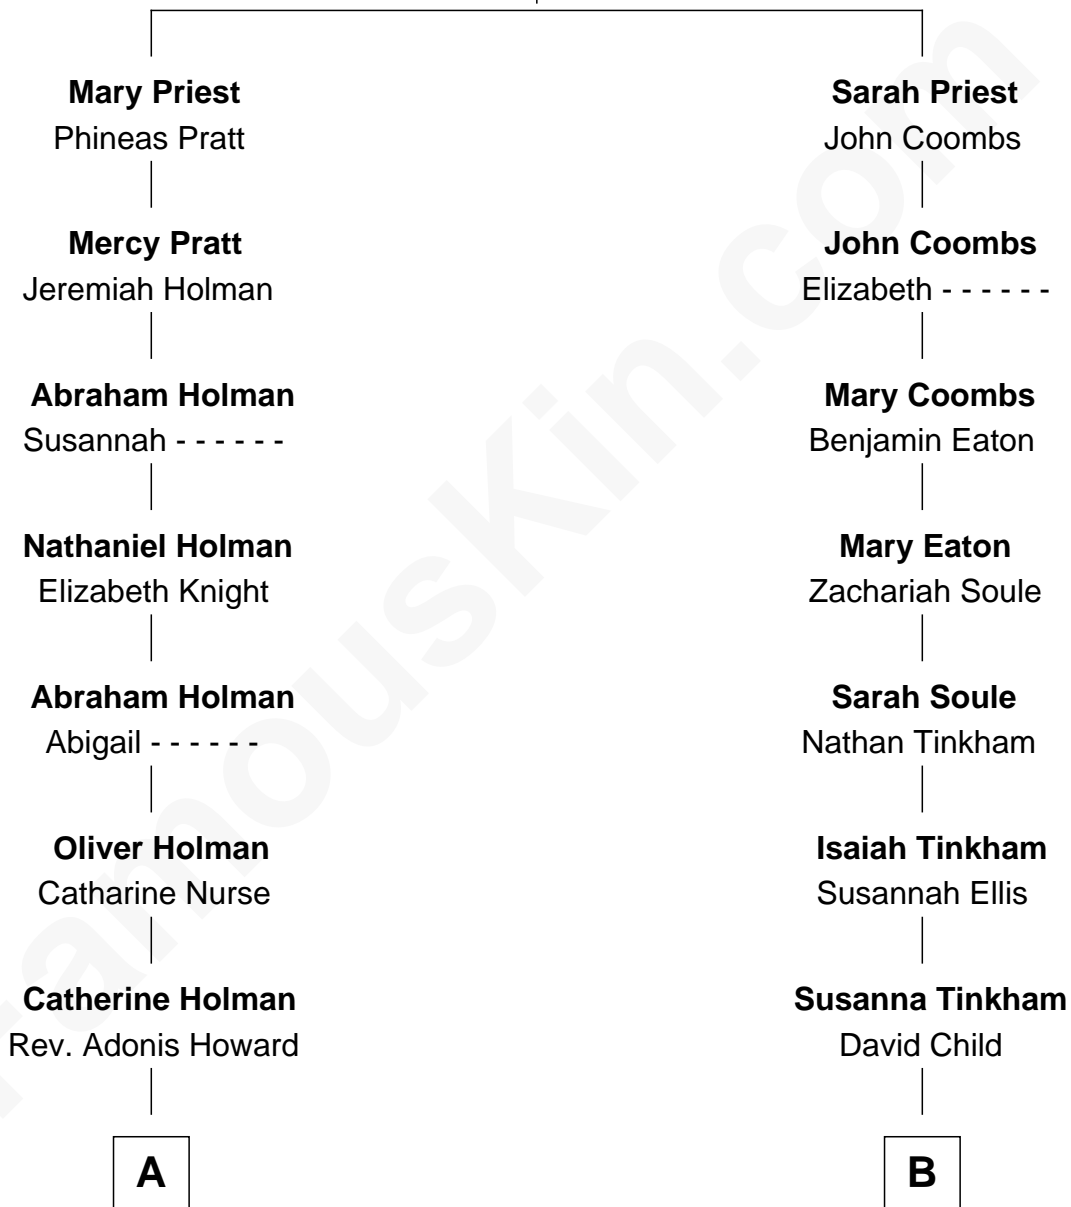 Mary Priest
Phineas Pratt
Mercy Pratt
Jeremiah Holman
Abraham Holman
Susannah - - - - - -
Nathaniel Holman
Elizabeth Knight
Abraham Holman
Abigail - - - - - -
Oliver Holman
Catharine Nurse
Catherine Holman
Rev. Adonis Howard
A
Sarah Priest
John Coombs
John Coombs
Elizabeth - - - - - -
Mary Coombs
Benjamin Eaton
Mary Eaton
Zachariah Soule
Sarah Soule
Nathan Tinkham
Isaiah Tinkham
Susannah Ellis
Susanna Tinkham
David Child
B
FamousKin.com